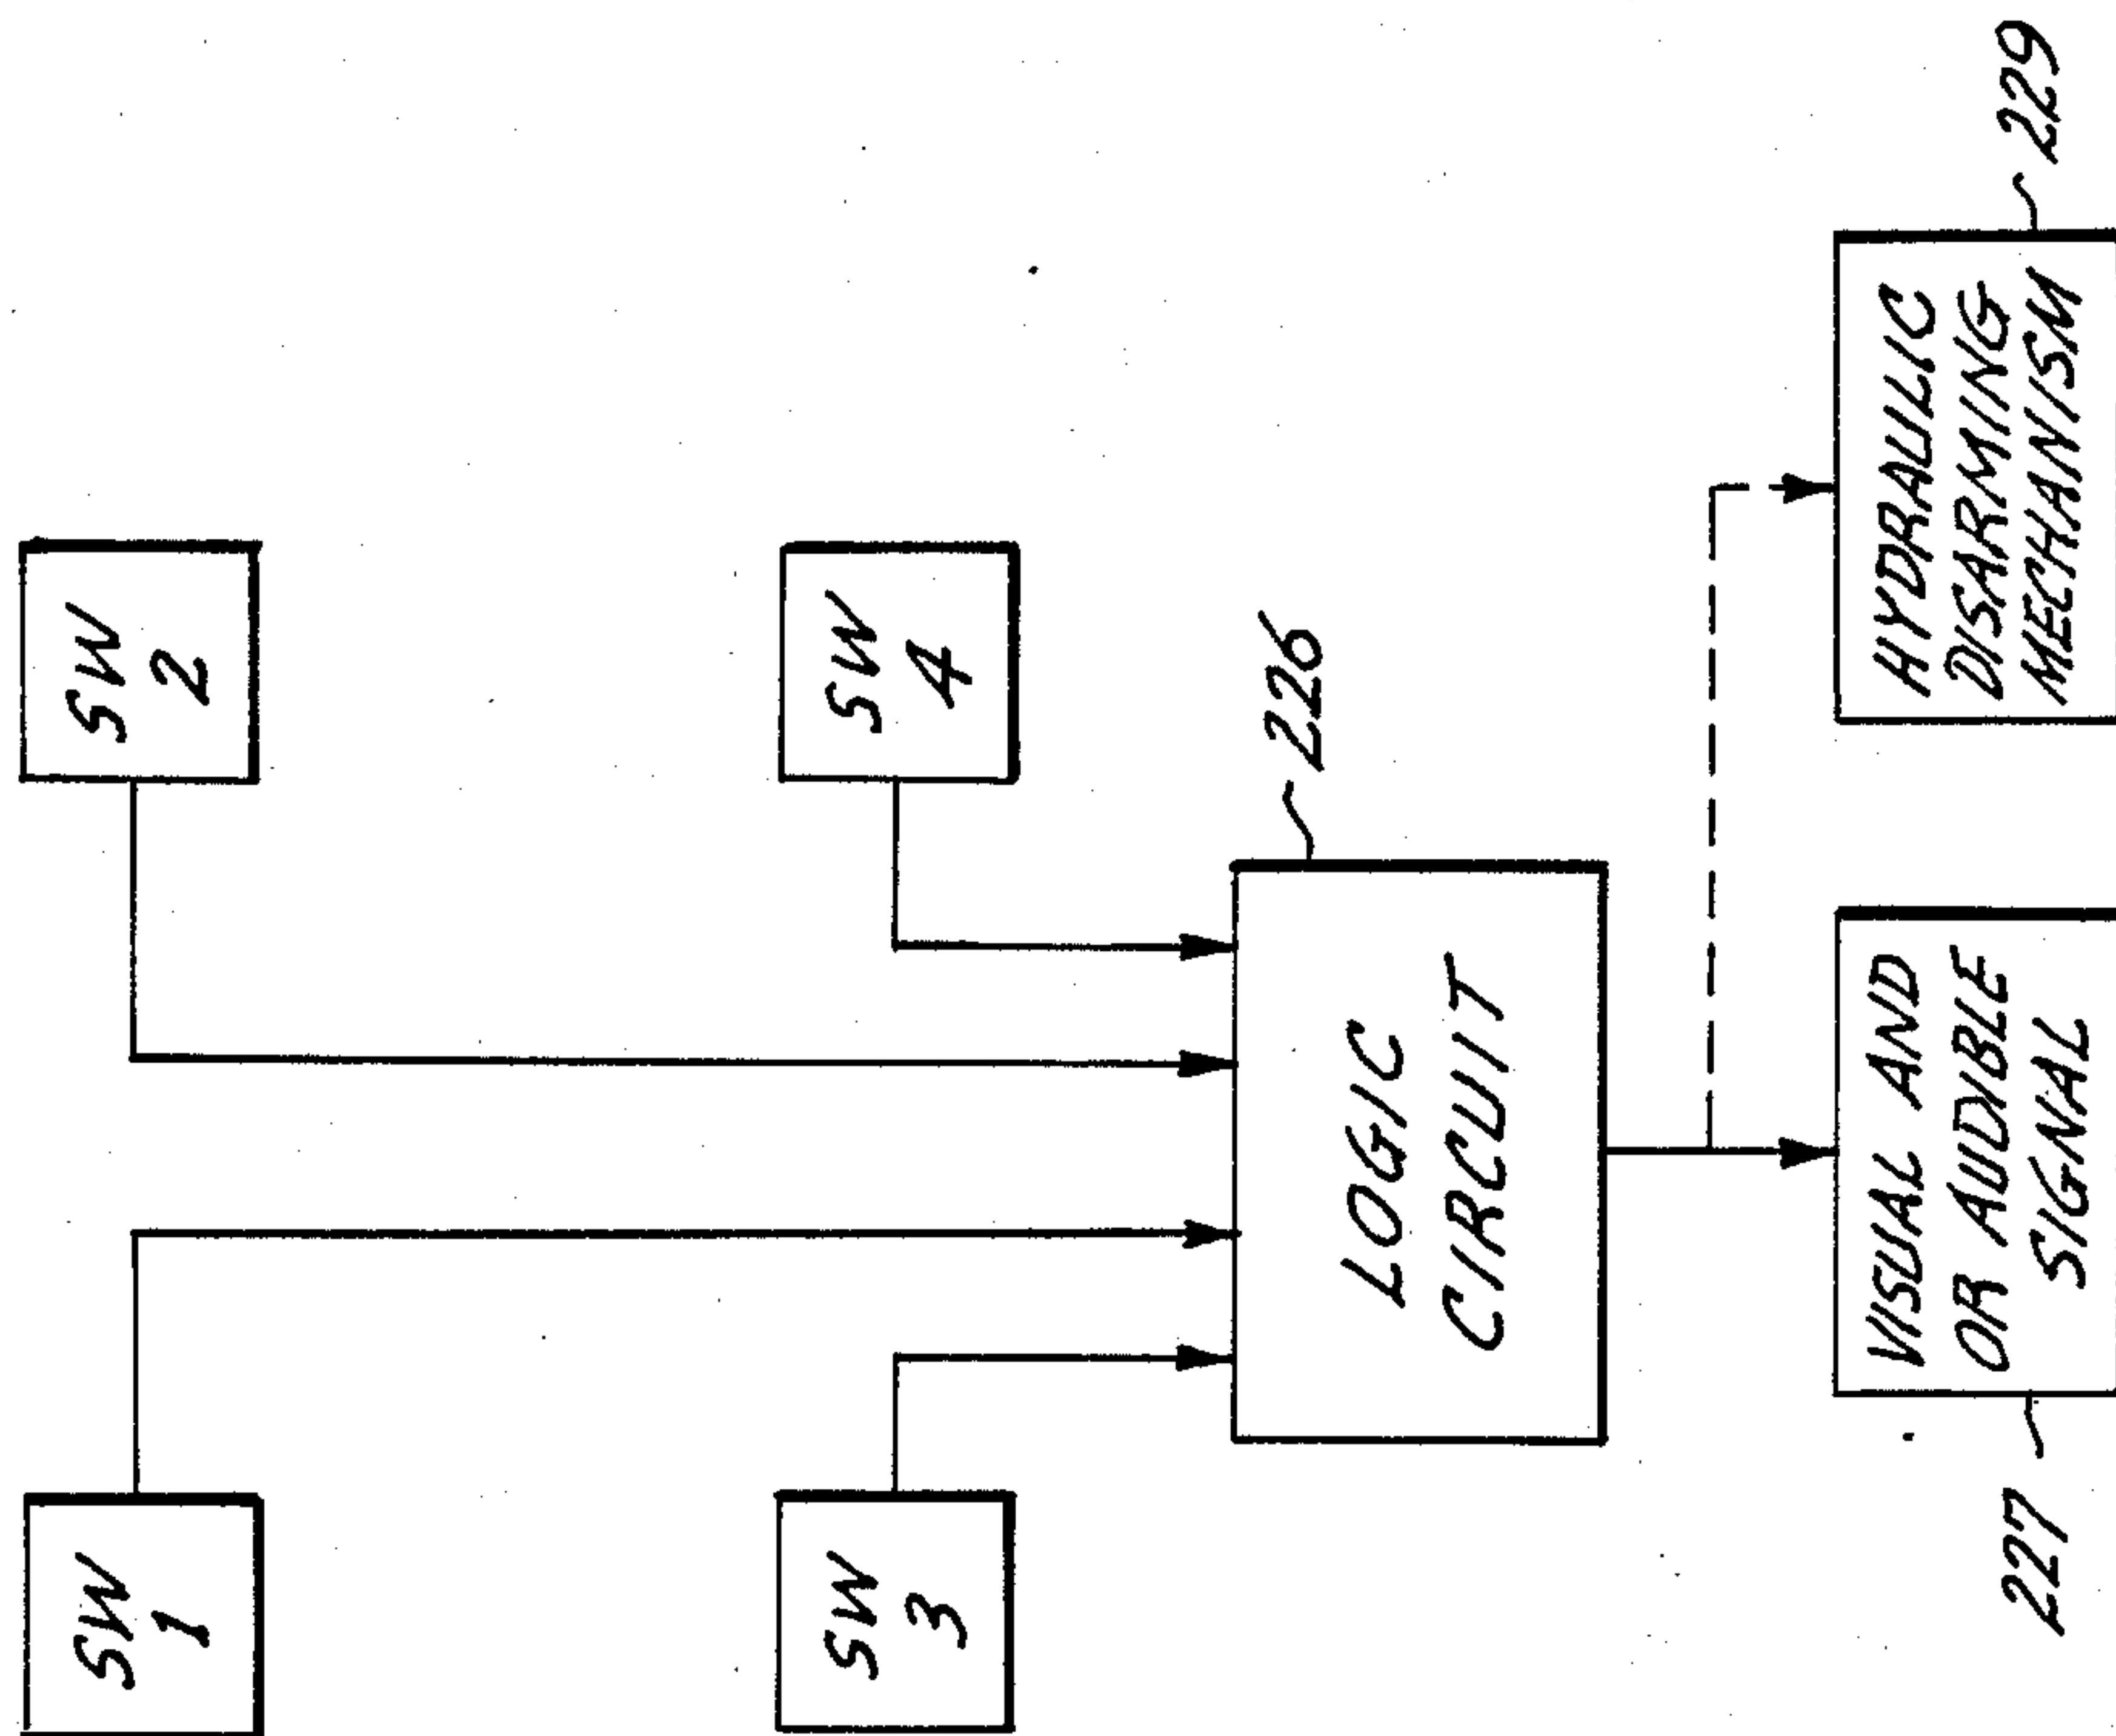 SW
1
SW
2
SW
3
SW
4
226
LOGIC
CIRCUIT
227
VISUAL AND
OR AUDIBLE
SIGNAL
HYDRAULIC
DISARMING
MECHANISM
229